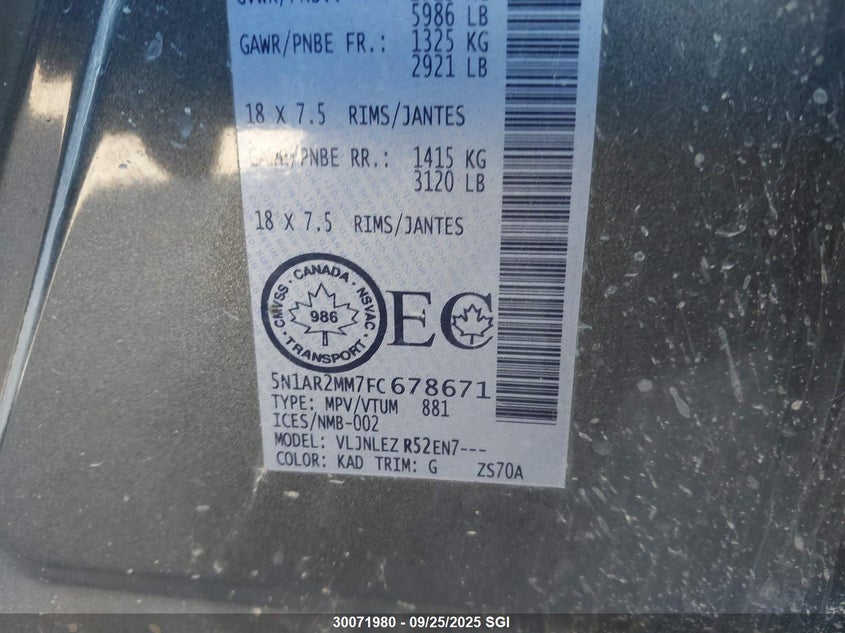 5986 LB
GAWR/PNBE FR.: 1325 KG
2921 LB
18 X 7.5 RIMS/JANTES
GAWR/PNBE RR.: 1415 KG
3120 LB
18 X 7.5 RIMS/JANTES
CMVSS · CANADA · NSVAC
986
TRANSPORT
EC
5N1AR2MM7FC678671
TYPE: MPV/VTUM 881
ICES/NMB-002
MODEL: VLJNLEZ R52EN7---
COLOR: KAD TRIM: G ZS70A
30071980 - 09/25/2025 SGI